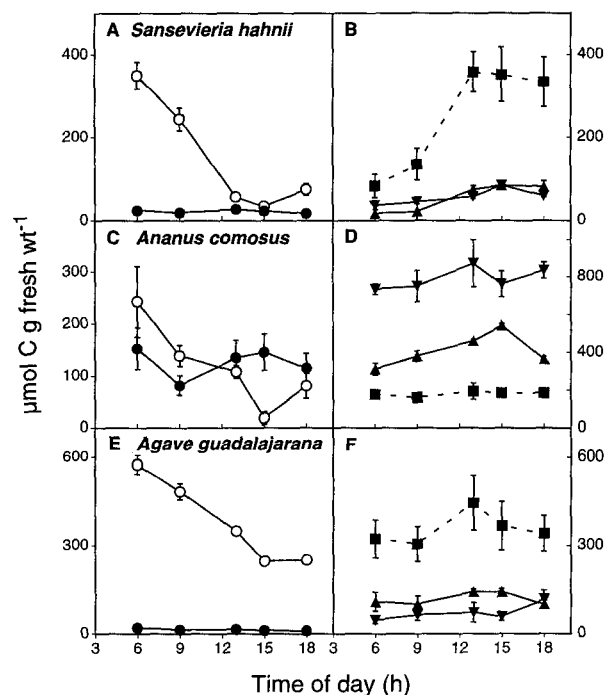 A Sansevieria hahnii
B
400
200
0
400
200
0
C Ananus comosus
D
300
200
100
0
800
400
0
E Agave guadalajarana
F
600
300
0
600
300
0
3 6 9 12 15 18 3 6 9 12 15 18
µmol C g fresh wt-1
Time of day (h)